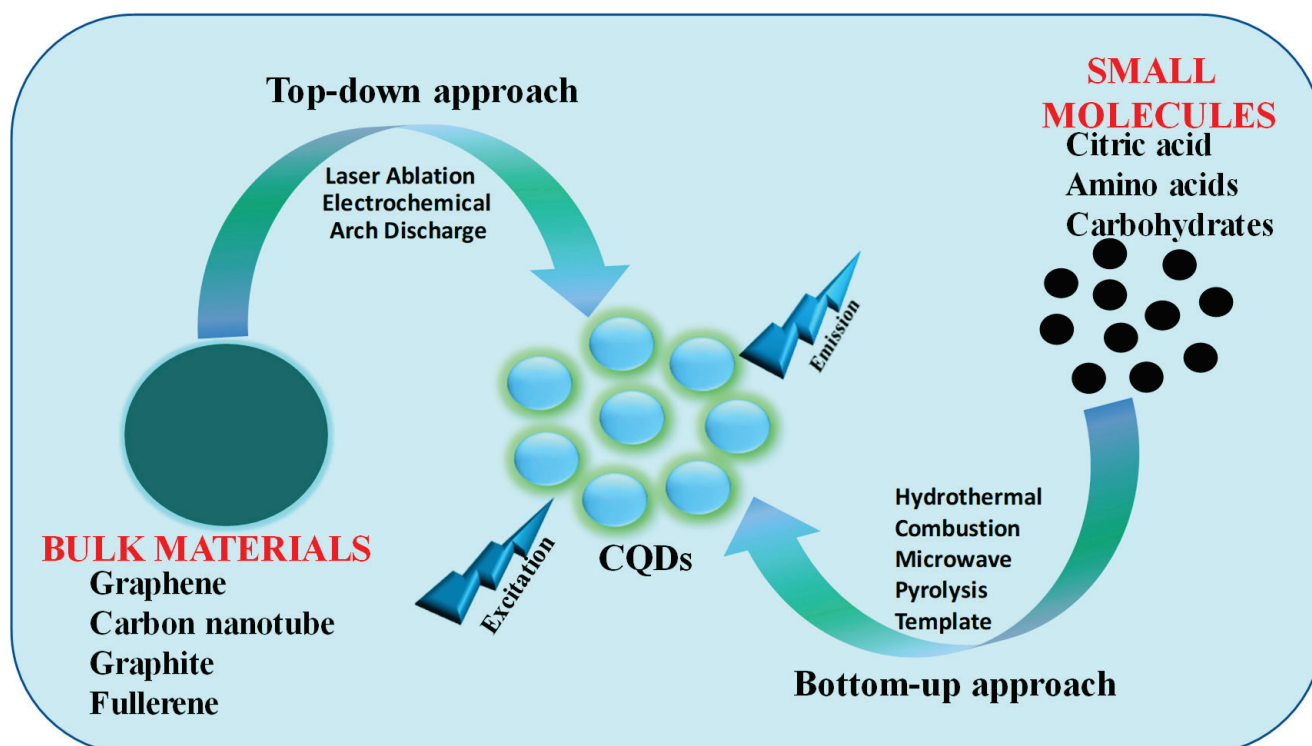 Top-down approach
Laser Ablation
Electrochemical
Arch Discharge
SMALL
MOLECULES
Citric acid
Amino acids
Carbohydrates
Emission
BULK MATERIALS
Graphene
Carbon nanotube
Graphite
Fullerene
Excitation
CQDs
Hydrothermal
Combustion
Microwave
Pyrolysis
Template
Bottom-up approach